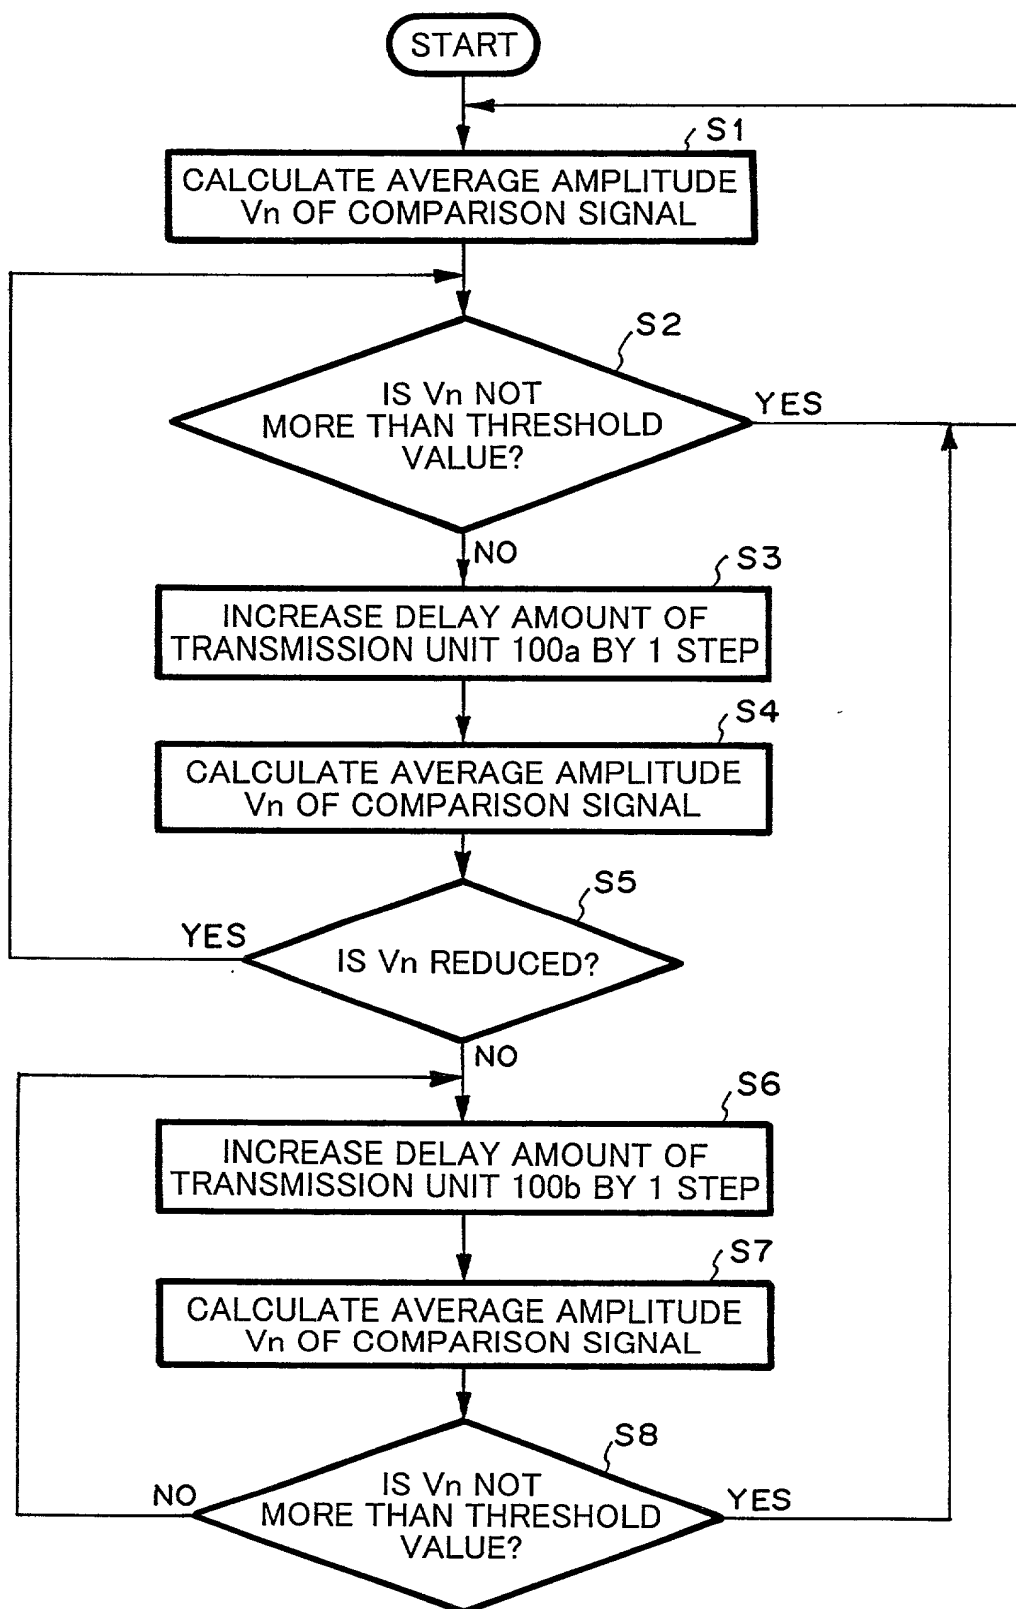 START
S1
CALCULATE AVERAGE AMPLITUDE
Vn OF COMPARISON SIGNAL
S2
IS Vn NOT
MORE THAN THRESHOLD
VALUE?
YES
NO
S3
INCREASE DELAY AMOUNT OF
TRANSMISSION UNIT 100a BY 1 STEP
S4
CALCULATE AVERAGE AMPLITUDE
Vn OF COMPARISON SIGNAL
S5
YES
IS Vn REDUCED?
NO
S6
INCREASE DELAY AMOUNT OF
TRANSMISSION UNIT 100b BY 1 STEP
S7
CALCULATE AVERAGE AMPLITUDE
Vn OF COMPARISON SIGNAL
S8
NO
IS Vn NOT
MORE THAN THRESHOLD
VALUE?
YES